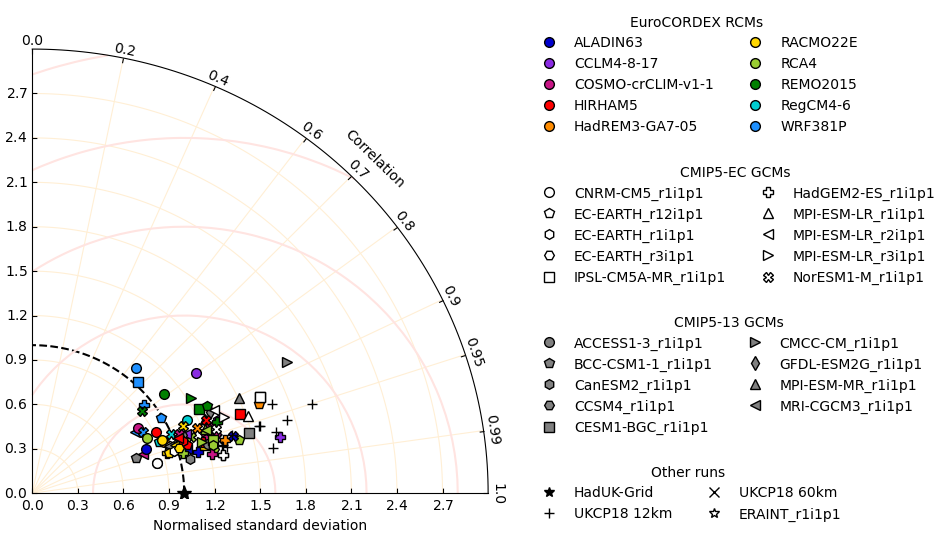 0.0
0.2
0.4
0.6
Correlation
0.7
0.8
0.9
0.95
0.99
1.0
2.7
2.4
2.1
1.8
1.5
1.2
0.9
0.6
0.3
0.0
0.0 0.3 0.6 0.9 1.2 1.5 1.8 2.1 2.4 2.7
Normalised standard deviation
EuroCORDEX RCMs
ALADIN63 RACMO22E
CCLM4-8-17 RCA4
COSMO-crCLIM-v1-1 REMO2015
HIRHAM5 RegCM4-6
HadREM3-GA7-05 WRF381P
CMIP5-EC GCMs
CNRM-CM5_r1i1p1 HadGEM2-ES_r1i1p1
EC-EARTH_r12i1p1 MPI-ESM-LR_r1i1p1
EC-EARTH_r1i1p1 MPI-ESM-LR_r2i1p1
EC-EARTH_r3i1p1 MPI-ESM-LR_r3i1p1
IPSL-CM5A-MR_r1i1p1 NorESM1-M_r1i1p1
CMIP5-13 GCMs
ACCESS1-3_r1i1p1 CMCC-CM_r1i1p1
BCC-CSM1-1_r1i1p1 GFDL-ESM2G_r1i1p1
CanESM2_r1i1p1 MPI-ESM-MR_r1i1p1
CCSM4_r1i1p1 MRI-CGCM3_r1i1p1
CESM1-BGC_r1i1p1
Other runs
HadUK-Grid UKCP18 60km
UKCP18 12km ERAINT_r1i1p1